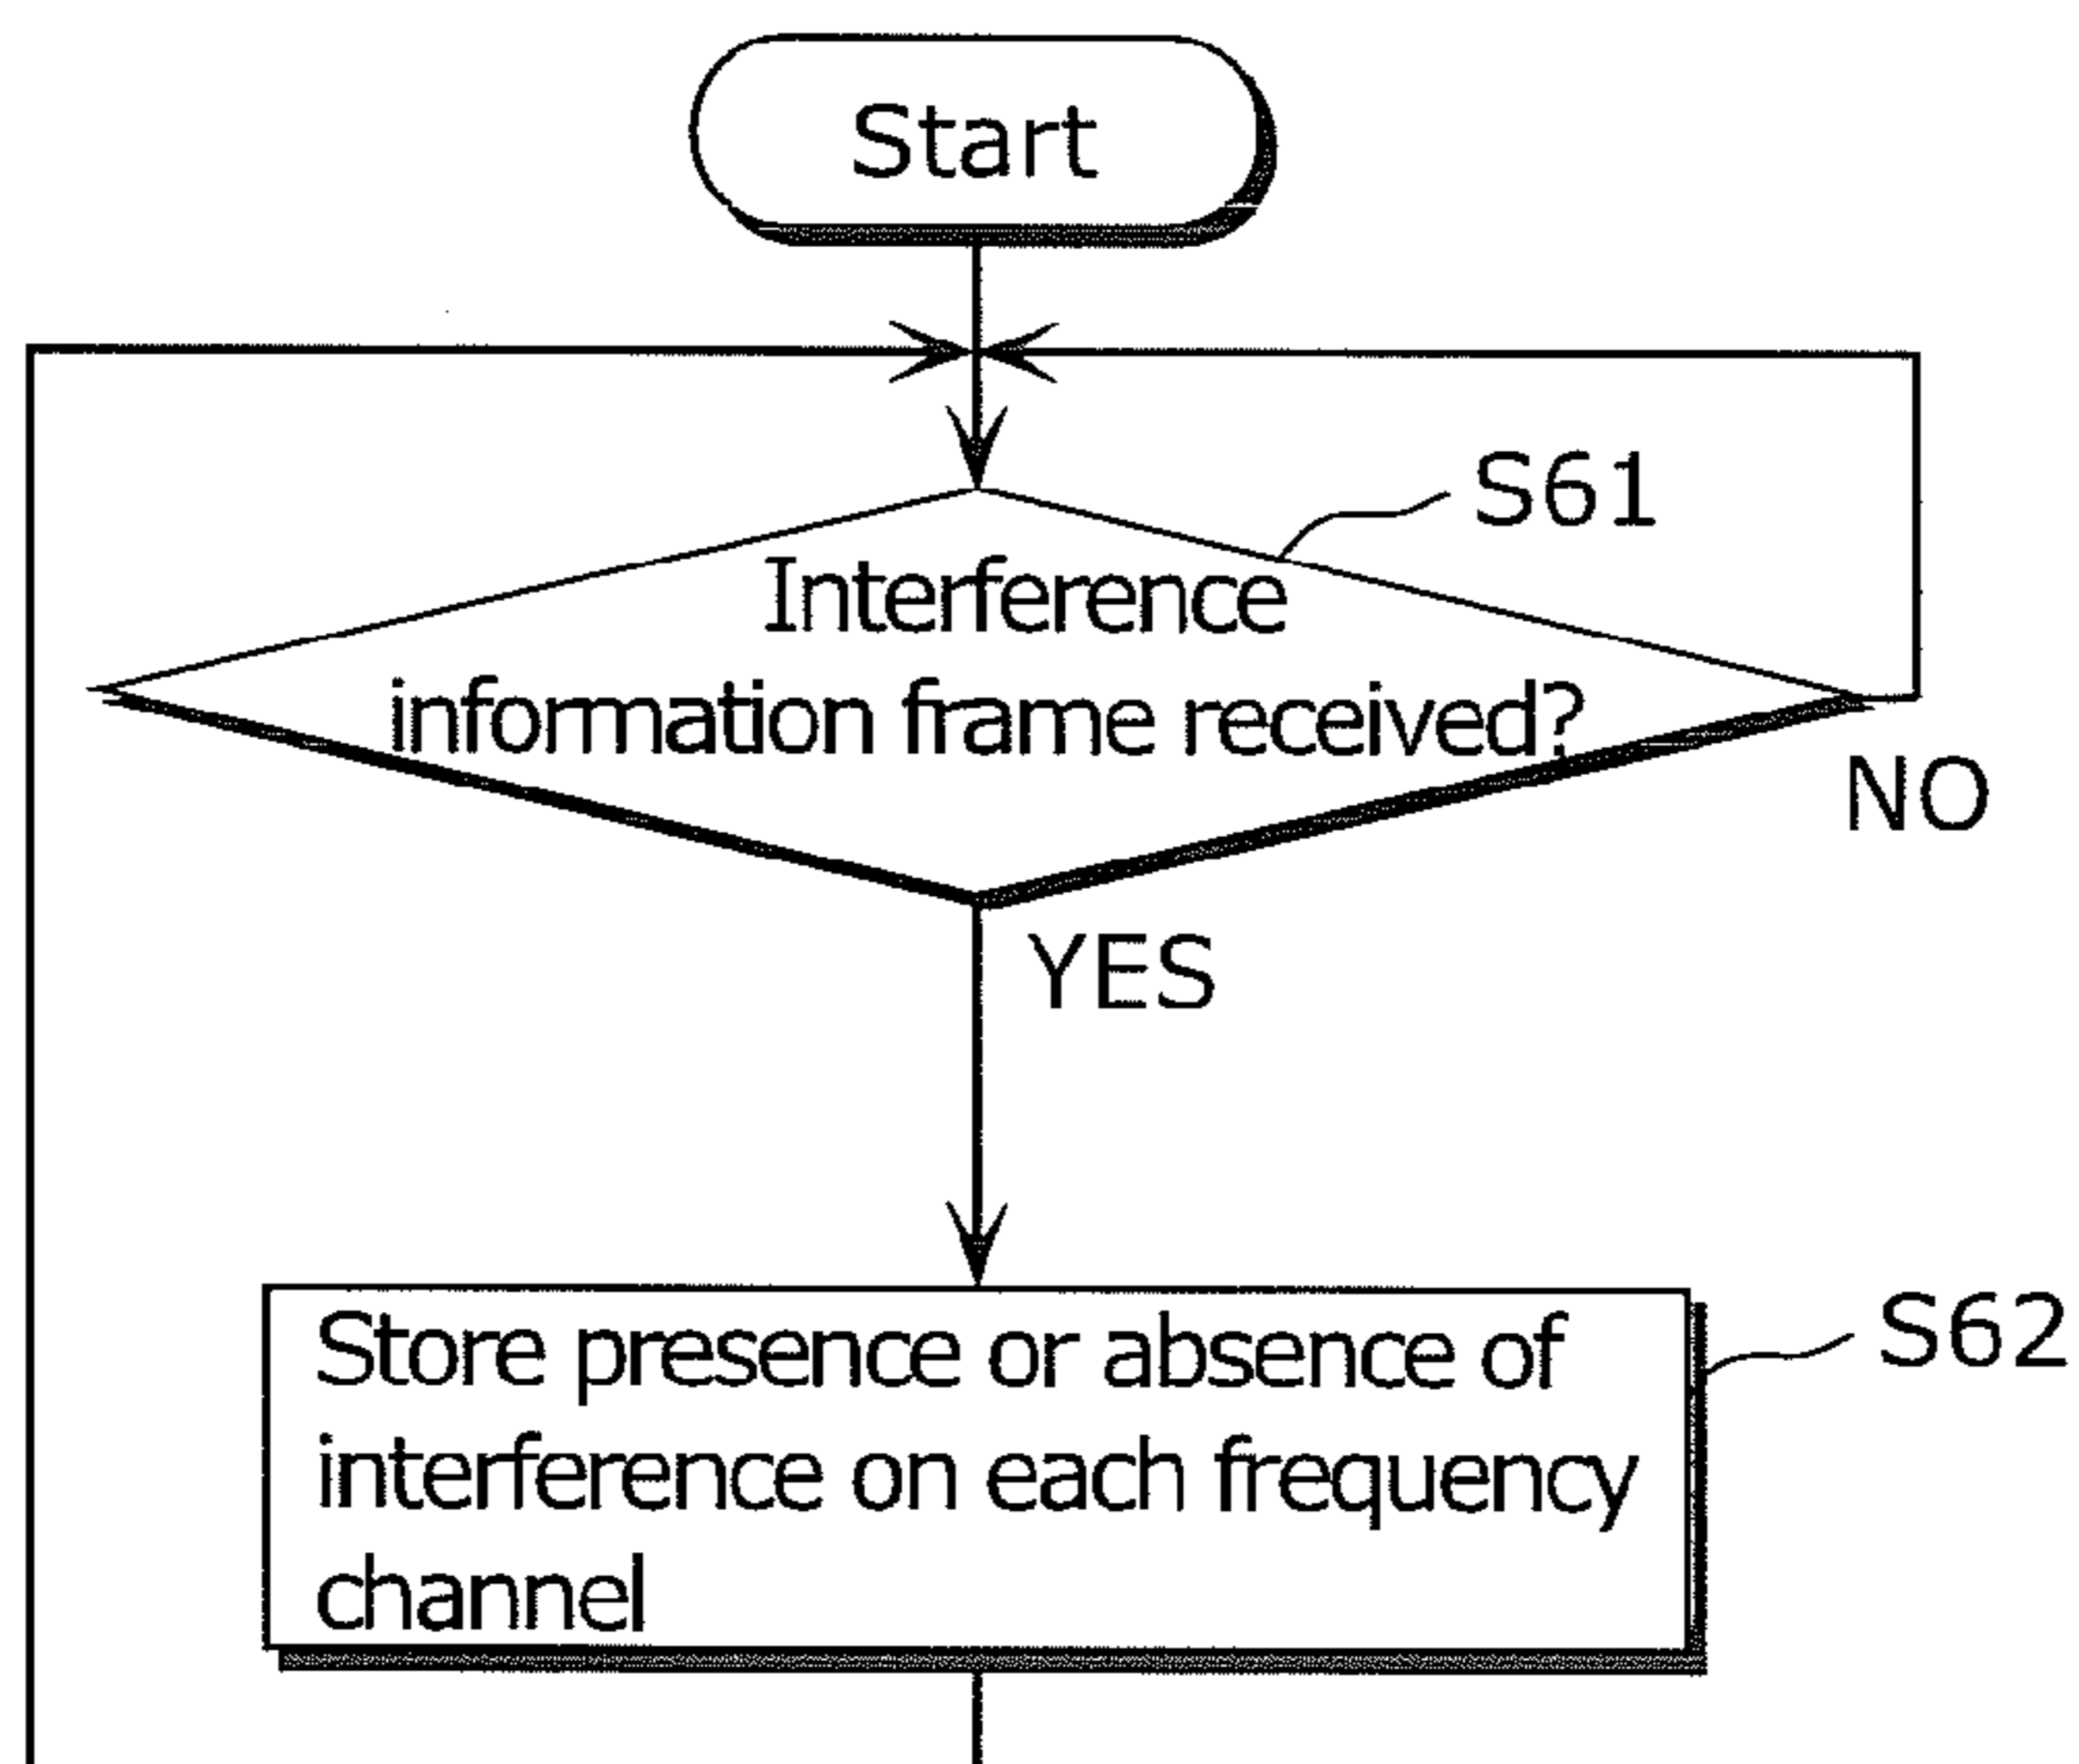 Start
S61
Interference
information frame received?
NO
YES
S62
Store presence or absence of
interference on each frequency
channel